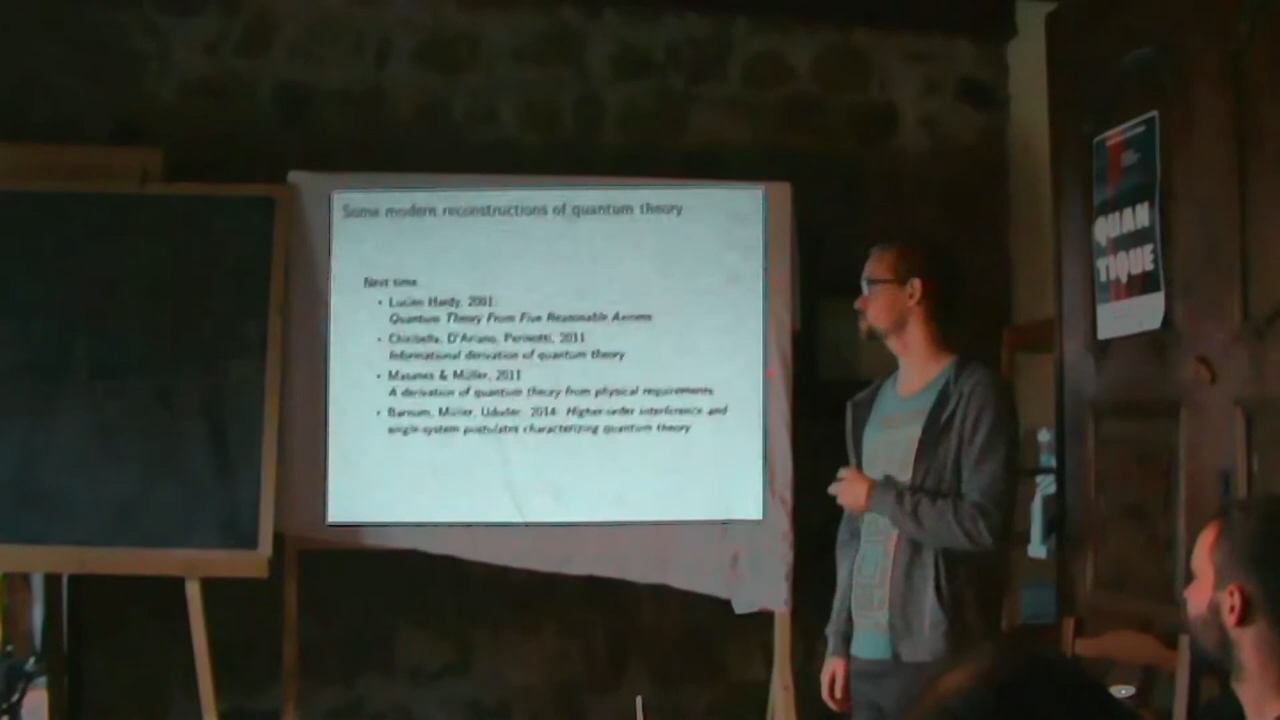 Some modern reconstructions of quantum theory
Next time
• Lucien Hardy, 2001:
Quantum Theory From Five Reasonable Axioms
• Chiribella, D'Ariano, Perinotti, 2011
Informational derivation of quantum theory
• Masanes & Müller, 2011
A derivation of quantum theory from physical requirements
• Barnum, Müller, Ududec, 2014: Higher-order interference and
single-system postulates characterizing quantum theory
QUAN
TIQUE